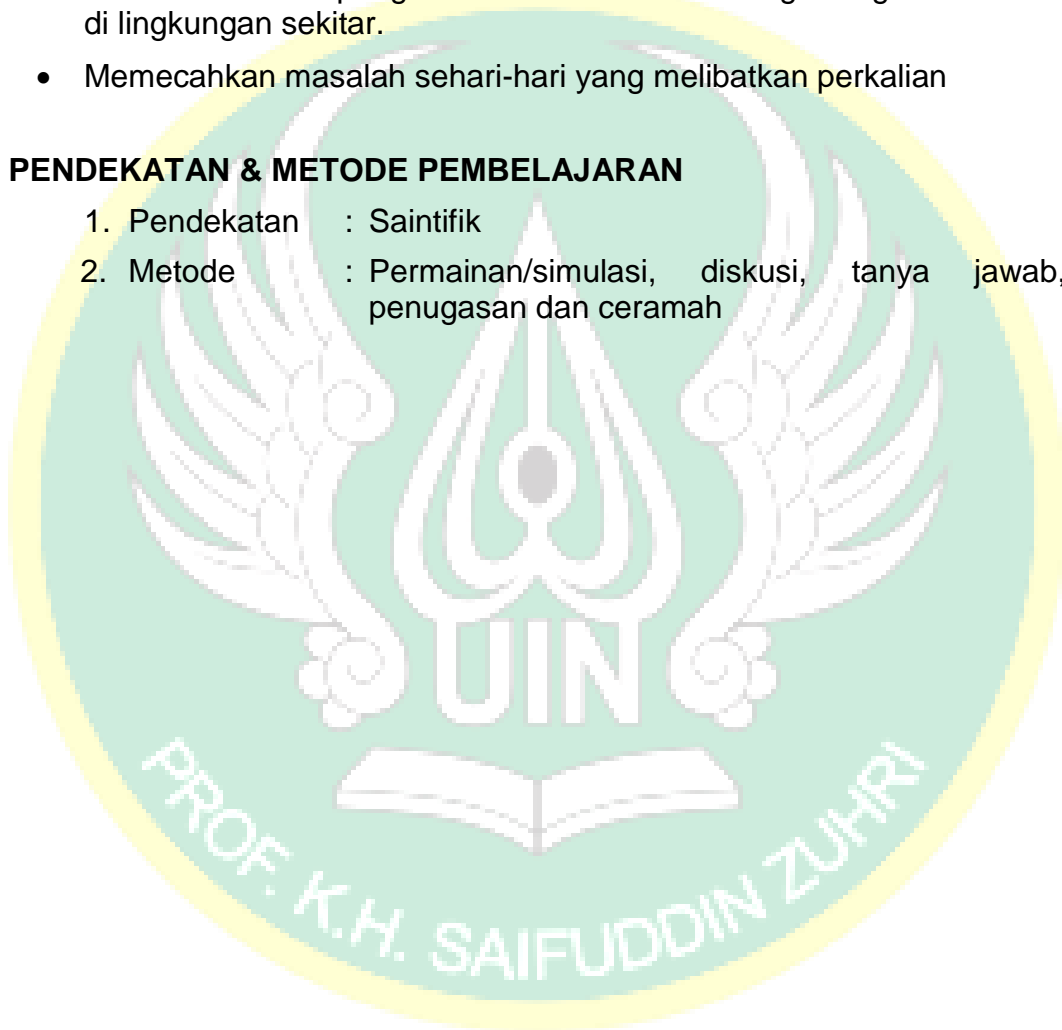 di lingkungan sekitar.
• Memecahkan masalah sehari-hari yang melibatkan perkalian
PENDEKATAN & METODE PEMBELAJARAN
1. Pendekatan : Saintifik
2. Metode : Permainan/simulasi, diskusi, tanya jawab,
penugasan dan ceramah
UIN
PROF. K.H. SAIFUDDIN ZUHRI